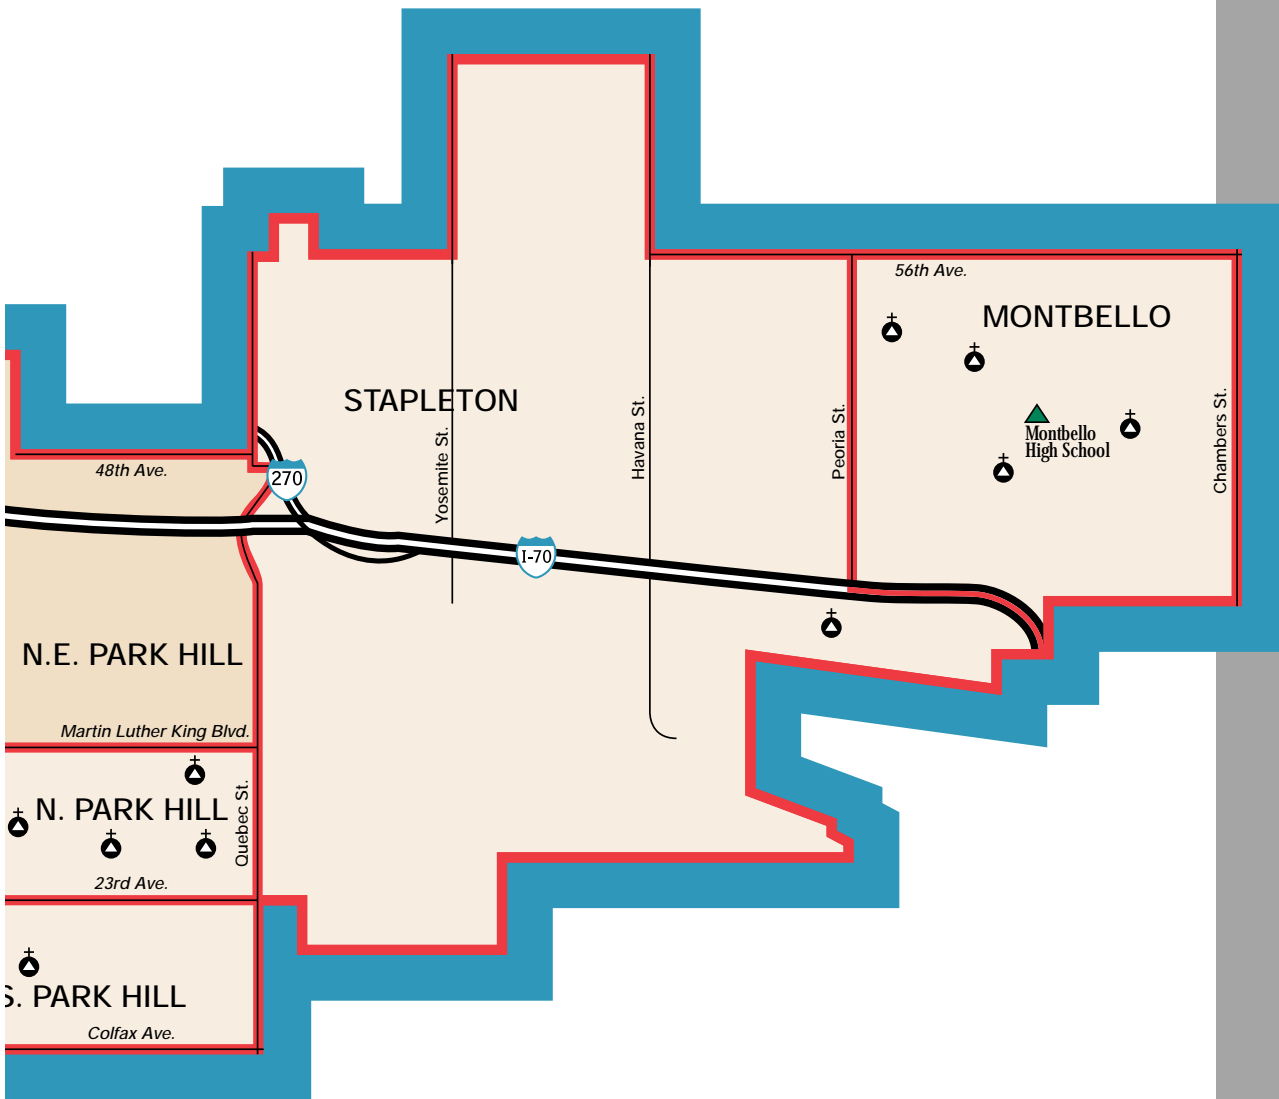 56th Ave.
MONTBELLO
STAPLETON
Yosemite St.
Havana St.
Peoria St.
Chambers St.
Montbello
High School
48th Ave.
270
I-70
N.E. PARK HILL
Martin Luther King Blvd.
Quebec St.
N. PARK HILL
23rd Ave.
S. PARK HILL
Colfax Ave.